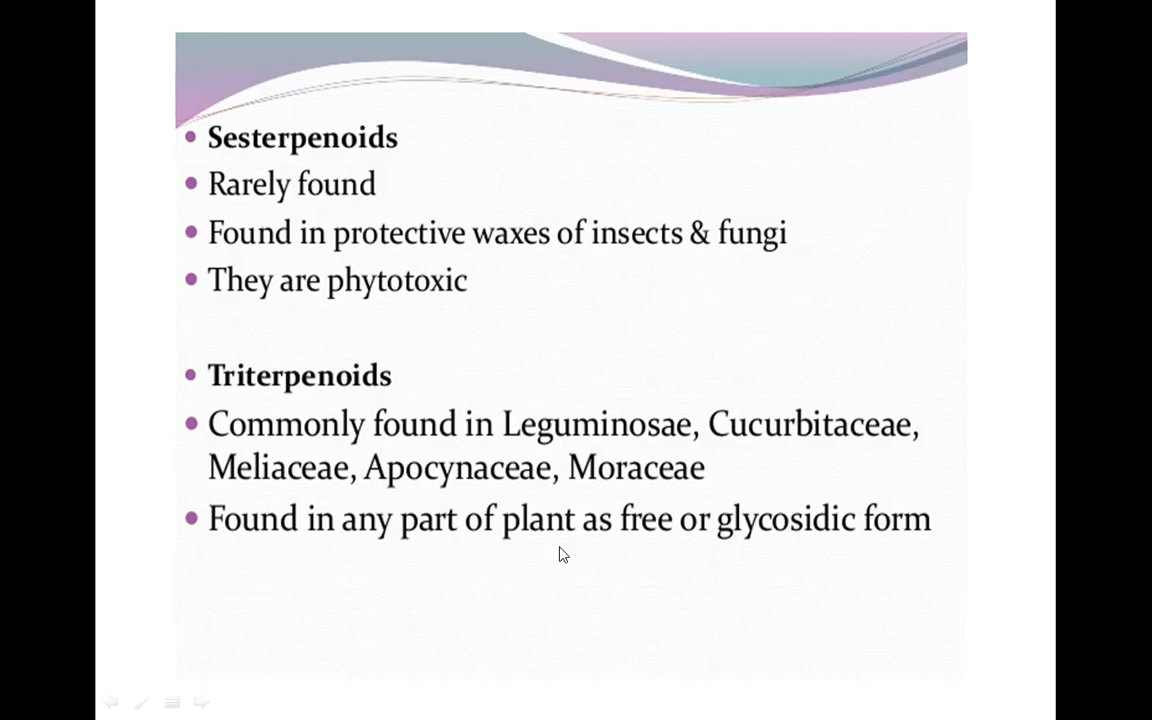 • Sesterpenoids
• Rarely found
• Found in protective waxes of insects & fungi
• They are phytotoxic
• Triterpenoids
• Commonly found in Leguminosae, Cucurbitaceae,
Meliaceae, Apocynaceae, Moraceae
• Found in any part of plant as free or glycosidic form